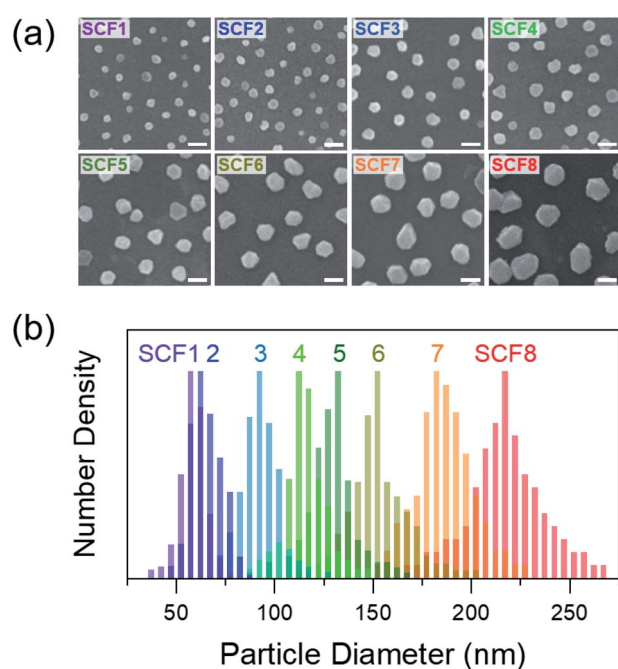 (a)
SCF1 SCF2 SCF3 SCF4
SCF5 SCF6 SCF7 SCF8
(b)
SCF1 2 3 4 5 6 7 SCF8
Number Density
50 100 150 200 250
Particle Diameter (nm)